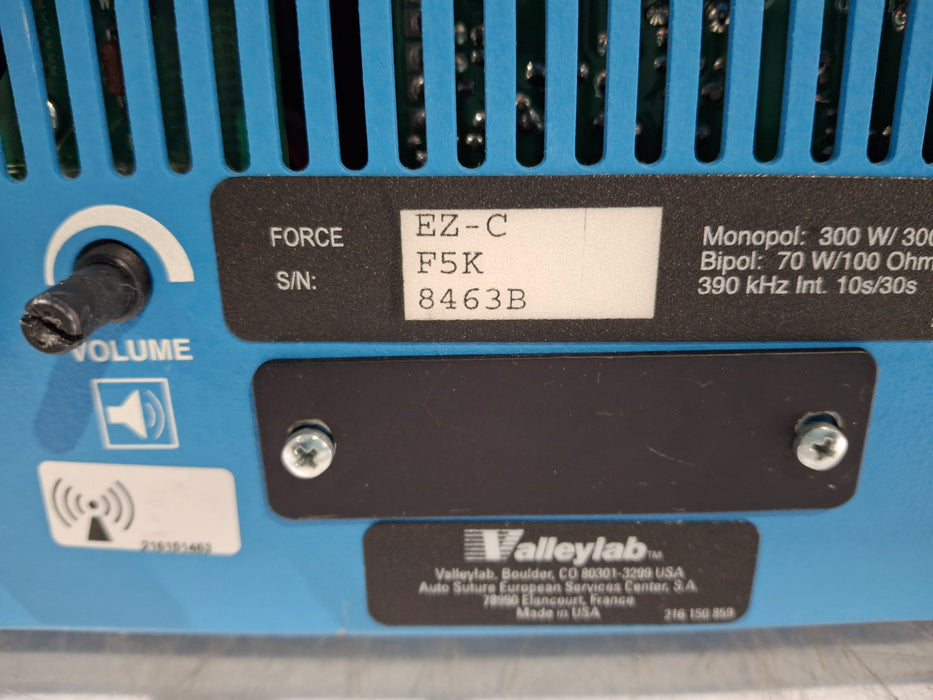 FORCE
EZ-C
S/N:
F5K
8463B
Monopol: 300 W/ 300
Bipol: 70 W/100 Ohm
390 kHz Int. 10s/30s
VOLUME
216151463
Valleylab™
Valleylab, Boulder, CO 80301-3299 USA
Auto Suture European Services Center, S.A
78990 Elancourt, France
Made in USA
216 150 859